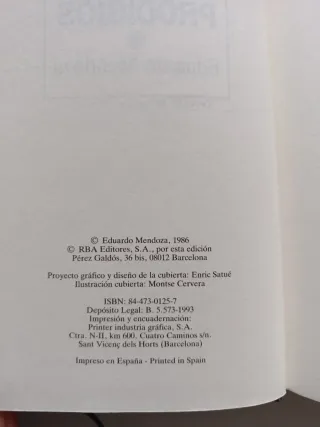 © Eduardo Mendoza, 1986
© RBA Editores, S.A., por esta edición
Pérez Galdós, 36 bis, 08012 Barcelona
Proyecto gráfico y diseño de la cubierta: Enric Satué
Ilustración cubierta: Montse Cervera
ISBN: 84-473-0125-7
Depósito Legal: B. 5.573-1993
Impresión y encuadernación:
Printer industria gráfica, S.A.
Ctra. N-II, km 600. Cuatro Caminos s/n.
Sant Vicenç dels Horts (Barcelona)
Impreso en España - Printed in Spain